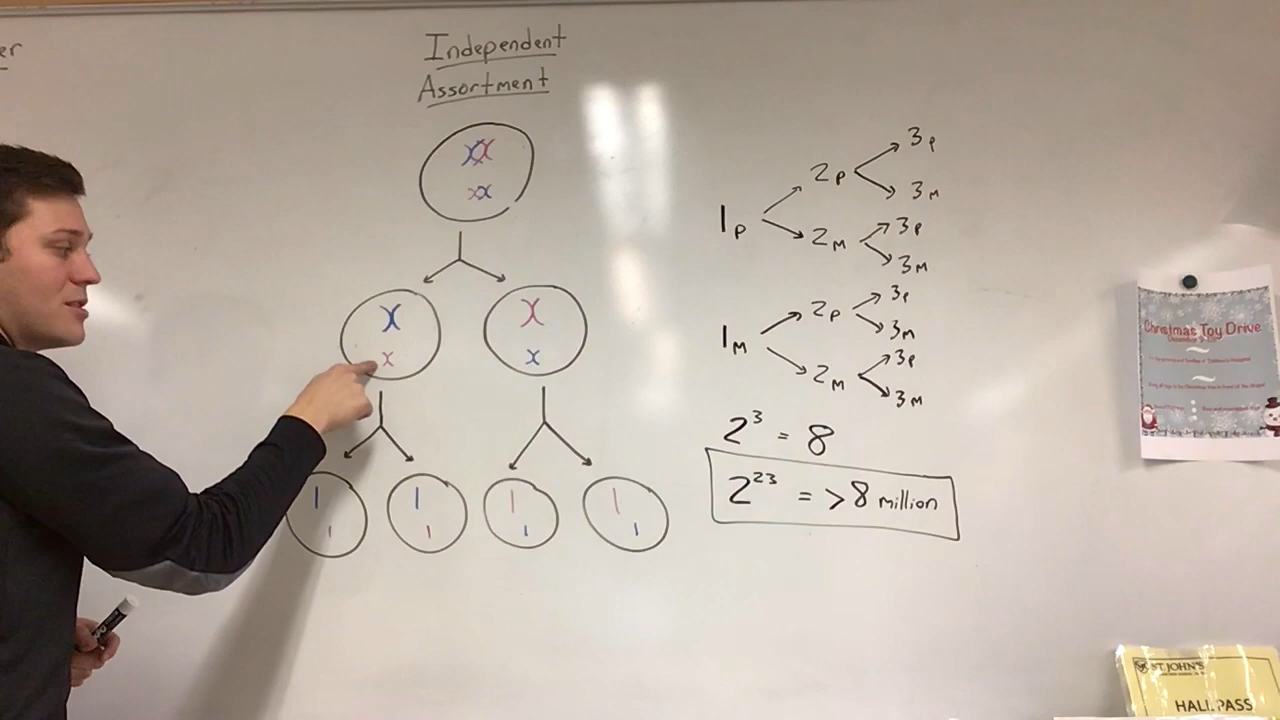 er
Independent
Assortment
1P
2P
3P
3M
2M
3P
3M
1M
2P
3P
3M
2M
3P
3M
2³ = 8
2²³ = >8 million
Christmas Toy Drive
ST. JOHN'S
HALL PASS